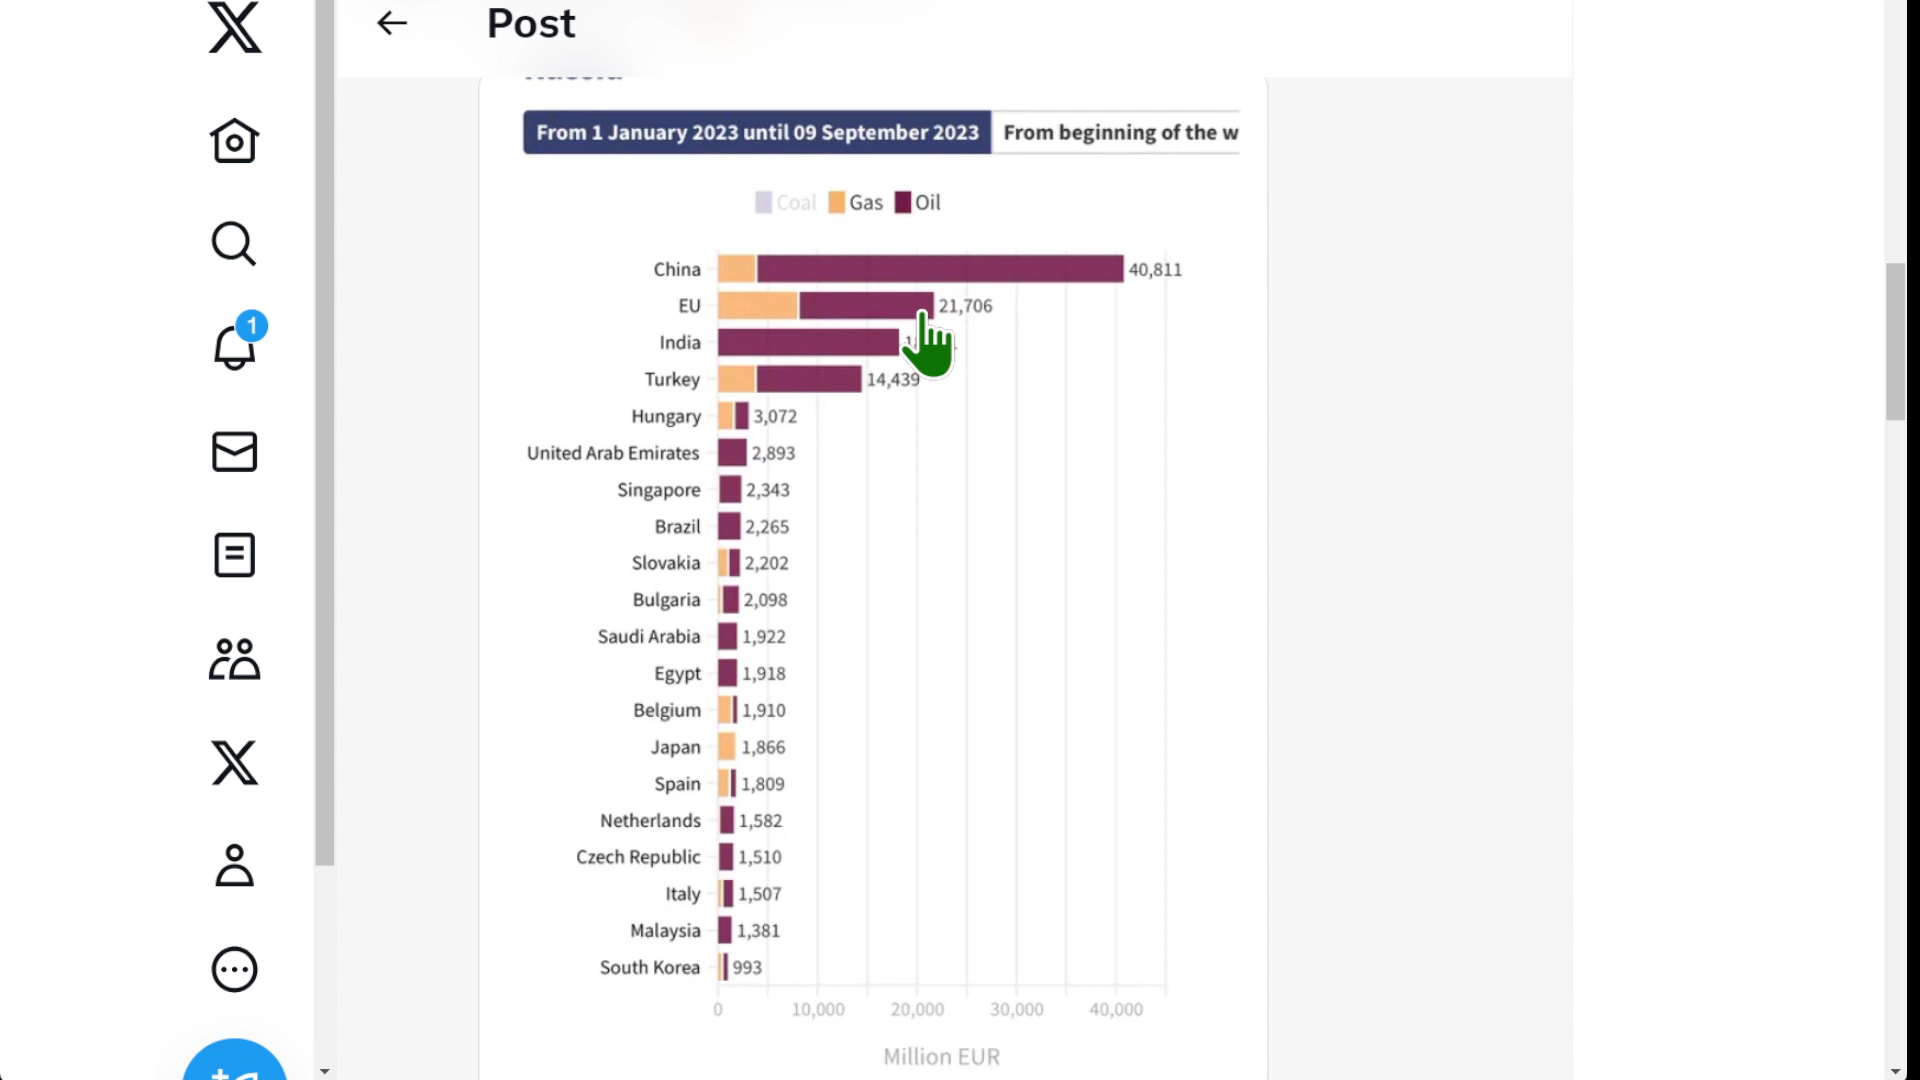 Post
1
From 1 January 2023 until 09 September 2023 From beginning of the w
Coal Gas Oil
China 40,811
EU 21,706
India
Turkey 14,439
Hungary 3,072
United Arab Emirates 2,893
Singapore 2,343
Brazil 2,265
Slovakia 2,202
Bulgaria 2,098
Saudi Arabia 1,922
Egypt 1,918
Belgium 1,910
Japan 1,866
Spain 1,809
Netherlands 1,582
Czech Republic 1,510
Italy 1,507
Malaysia 1,381
South Korea 993
0 10,000 20,000 30,000 40,000
Million EUR